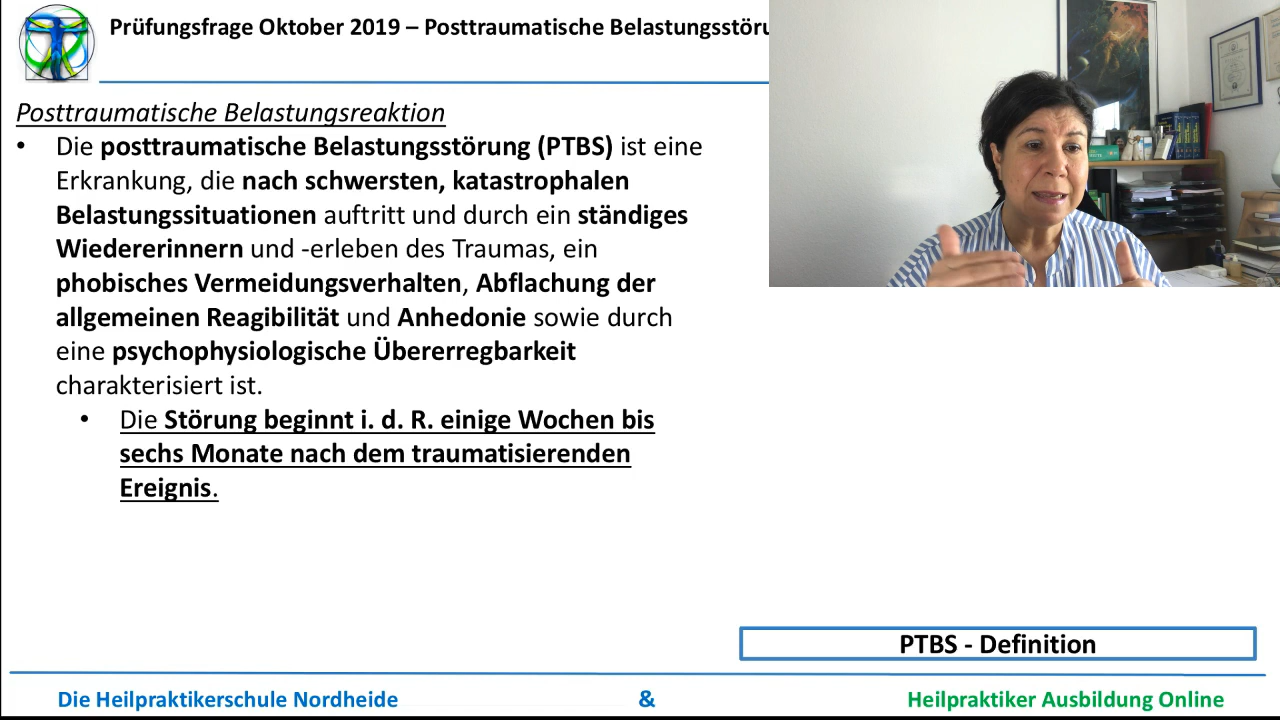 Prüfungsfrage Oktober 2019 – Posttraumatische
Posttraumatische Belastungsreaktion
• Die posttraumatische Belastungsstörung (PTBS) ist eine
Erkrankung, die nach schwersten, katastrophalen
Belastungssituationen auftritt und durch ein ständiges
Wiedererinnern und -erleben des Traumas, ein
phobisches Vermeidungsverhalten, Abflachung der
allgemeinen Reagibilität und Anhedonie sowie durch
eine psychophysiologische Übererregbarkeit
charakterisiert ist.
• Die Störung beginnt i. d. R. einige Wochen bis
sechs Monate nach dem traumatisierenden
Ereignis.
PTBS - Definition
Die Heilpraktikerschule Nordheide & Heilpraktiker Ausbildung Online